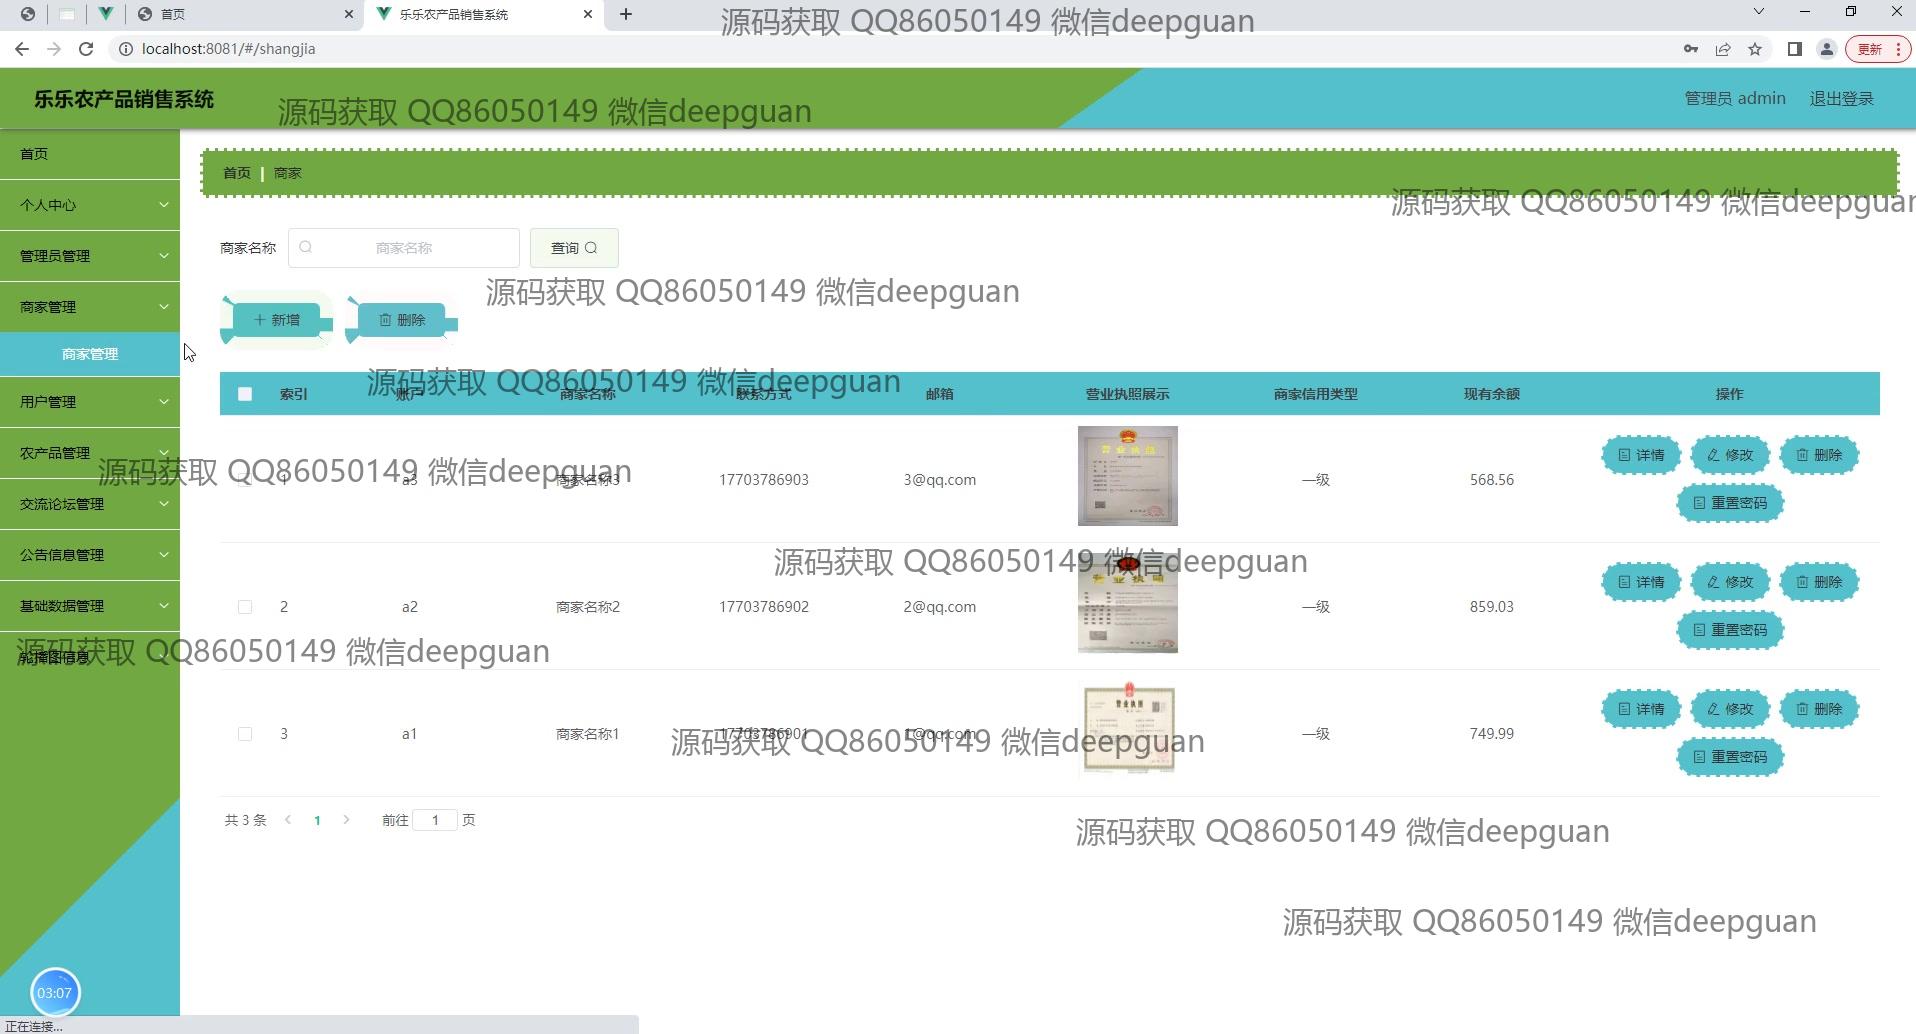 首页
乐乐农产品销售系统
源码获取 QQ86050149 微信deepguan
localhost:8081/#/shangjia
更新
乐乐农产品销售系统
源码获取 QQ86050149 微信deepguan
管理员 admin
退出登录
首页
首页 | 商家
个人中心
源码获取 QQ86050149 微信deepguan
管理员管理
商家名称
商家名称
查询
源码获取 QQ86050149 微信deepguan
商家管理
新增
删除
商家管理
源码获取 QQ86050149 微信deepguan
索引 账户 商家名称 联系方式 邮箱 营业执照展示 商家信用类型 现有余额 操作
用户管理
农产品管理
源码获取 QQ86050149 微信deepguan
1 a3 商家名称3 17703786903 3@qq.com 一级 568.56
详情 修改 删除
重置密码
交流论坛管理
公告信息管理
源码获取 QQ86050149 微信deepguan
基础数据管理
2 a2 商家名称2 17703786902 2@qq.com 一级 859.03
详情 修改 删除
重置密码
轮播图信息
源码获取 QQ86050149 微信deepguan
3 a1 商家名称1 17703786901 1@qq.com 一级 749.99
详情 修改 删除
重置密码
源码获取 QQ86050149 微信deepguan
共 3 条 1 前往 1 页
源码获取 QQ86050149 微信deepguan
源码获取 QQ86050149 微信deepguan
03:07
正在连接...